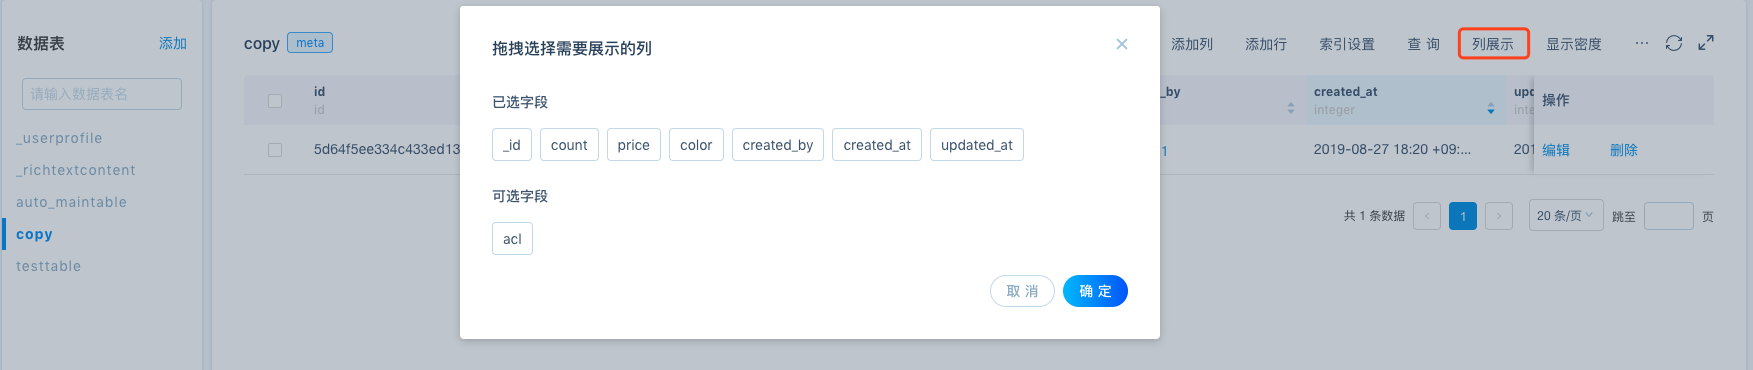 数据表
添加
请输入数据表名
_userprofile
_richtextcontent
auto_maintable
copy
testtable
copy meta
添加列 添加行 索引设置 查 询 列展示 显示密度 ···
id
id
_by
created_at
integer
操作
5d64f5ee334c433ed13
1
2019-08-27 18:20 +09:...
201
编辑 删除
共 1 条数据 < 1 > 20 条/页 跳至 页
拖拽选择需要展示的列
已选字段
_id count price color created_by created_at updated_at
可选字段
acl
取 消 确 定